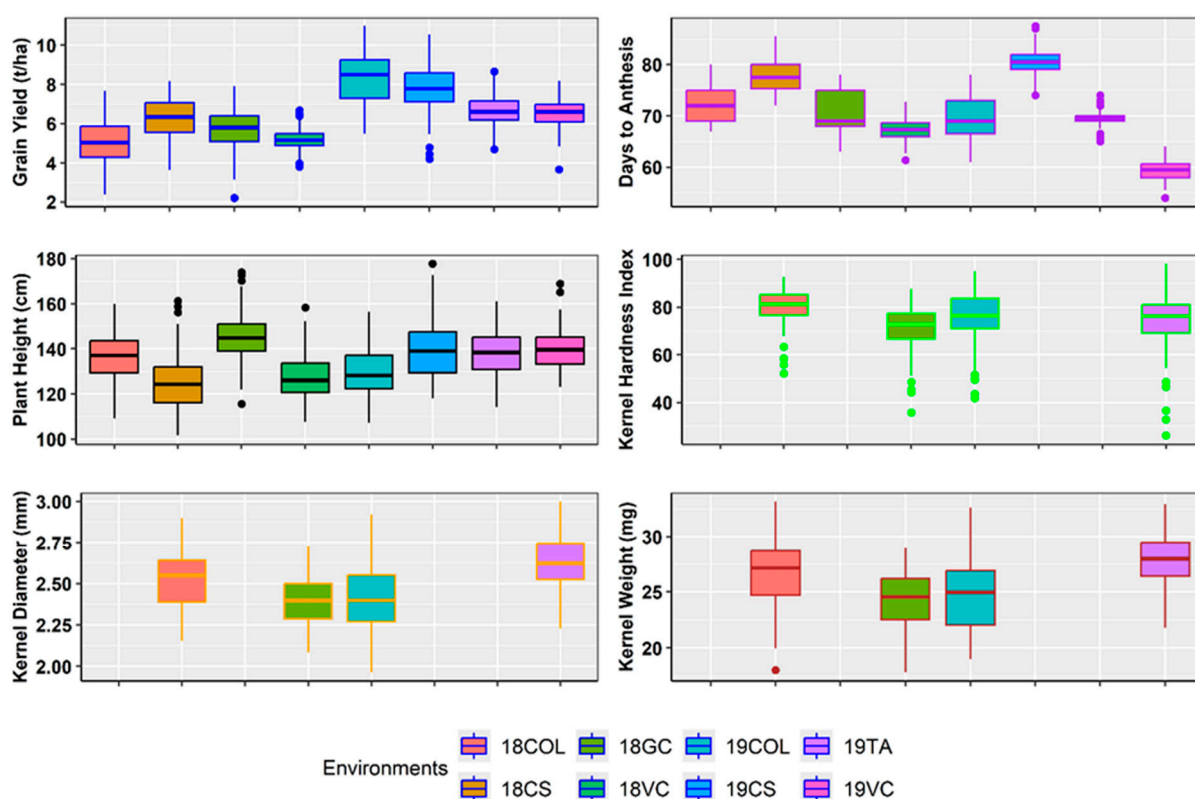 Grain Yield (t/ha)
10
8
6
4
2
Days to Anthesis
80
70
60
Plant Height (cm)
180
160
140
120
100
Kernel Hardness Index
100
80
60
40
Kernel Diameter (mm)
3.00
2.75
2.50
2.25
2.00
Kernel Weight (mg)
30
25
20
Environments
18COL 18GC 19COL 19TA
18CS 18VC 19CS 19VC